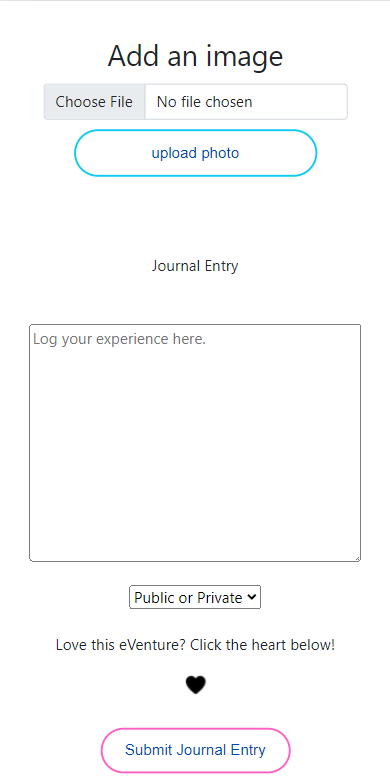 Add an image
Choose File No file chosen
upload photo
Journal Entry
Log your experience here.
Public or Private
Love this eVenture? Click the heart below!
Submit Journal Entry